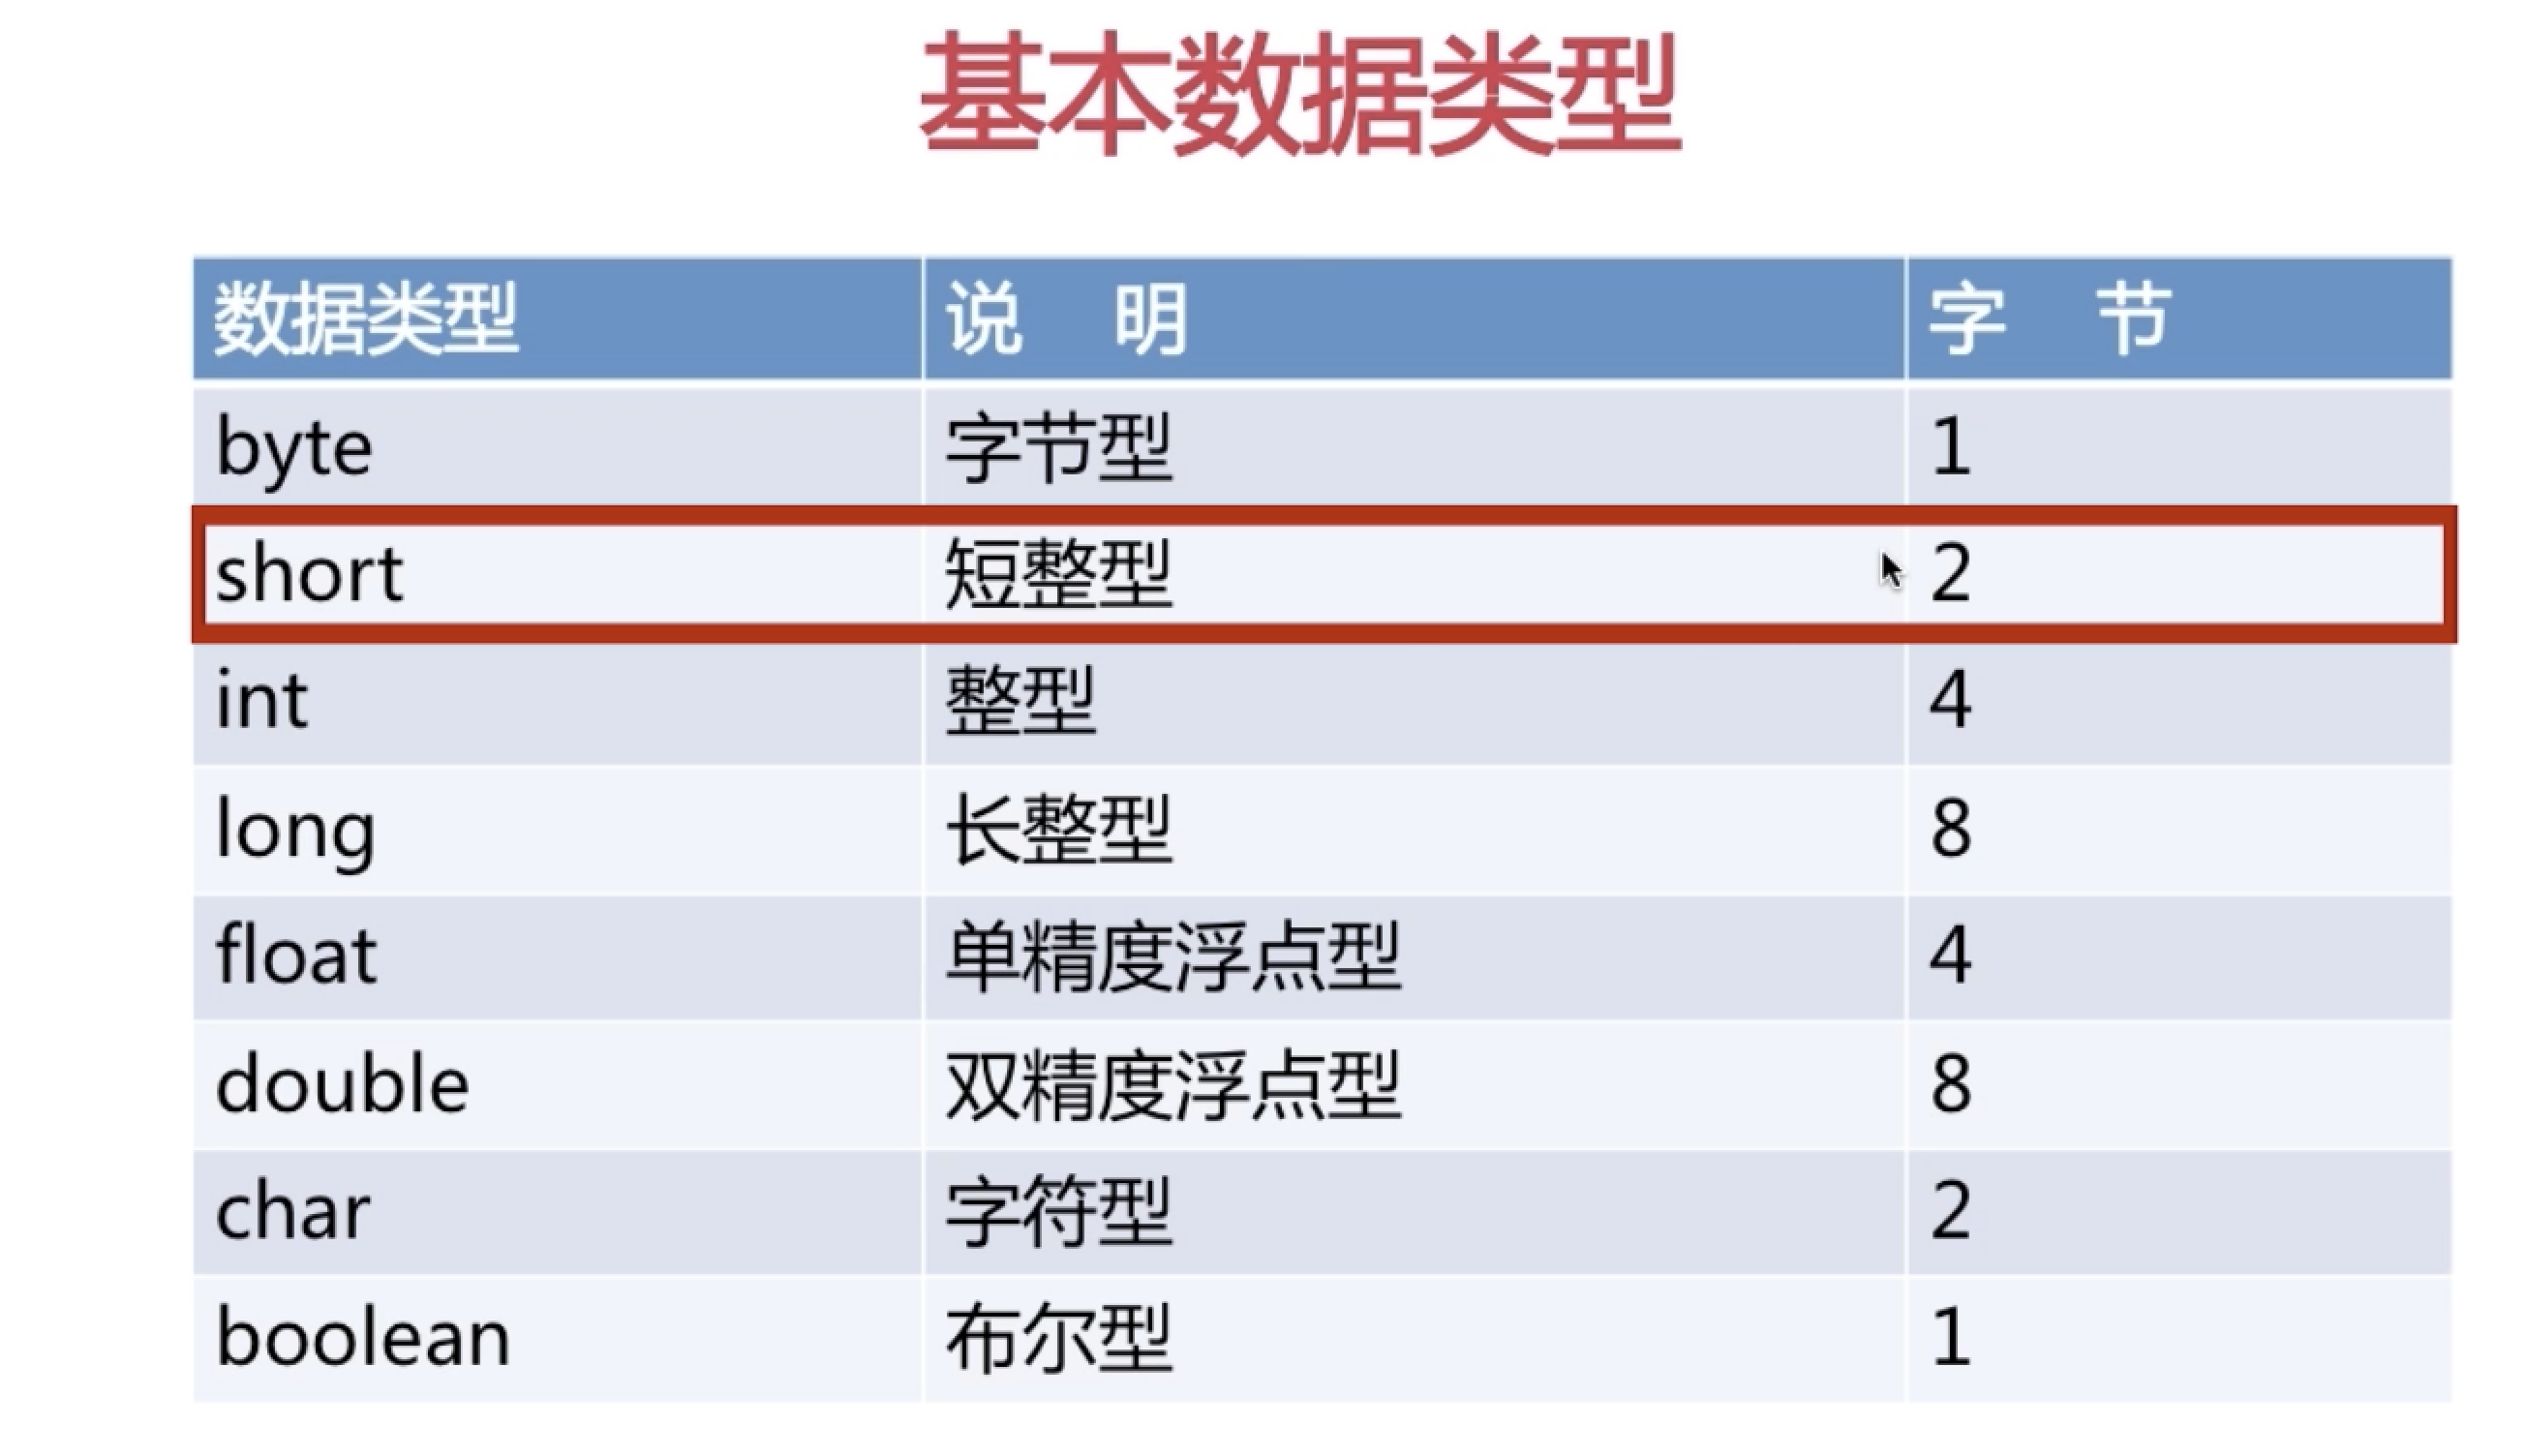 基本数据类型
数据类型 说 明 字 节
byte 字节型 1
short 短整型 2
int 整型 4
long 长整型 8
float 单精度浮点型 4
double 双精度浮点型 8
char 字符型 2
boolean 布尔型 1